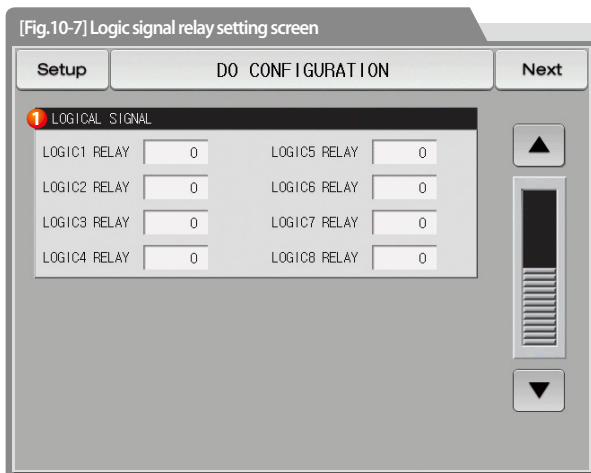 [Fig.10-7] Logic signal relay setting screen
Setup DO CONFIGURATION Next
1 LOGICAL SIGNAL
LOGIC1 RELAY 0 LOGIC5 RELAY 0
LOGIC2 RELAY 0 LOGIC6 RELAY 0
LOGIC3 RELAY 0 LOGIC7 RELAY 0
LOGIC4 RELAY 0 LOGIC8 RELAY 0